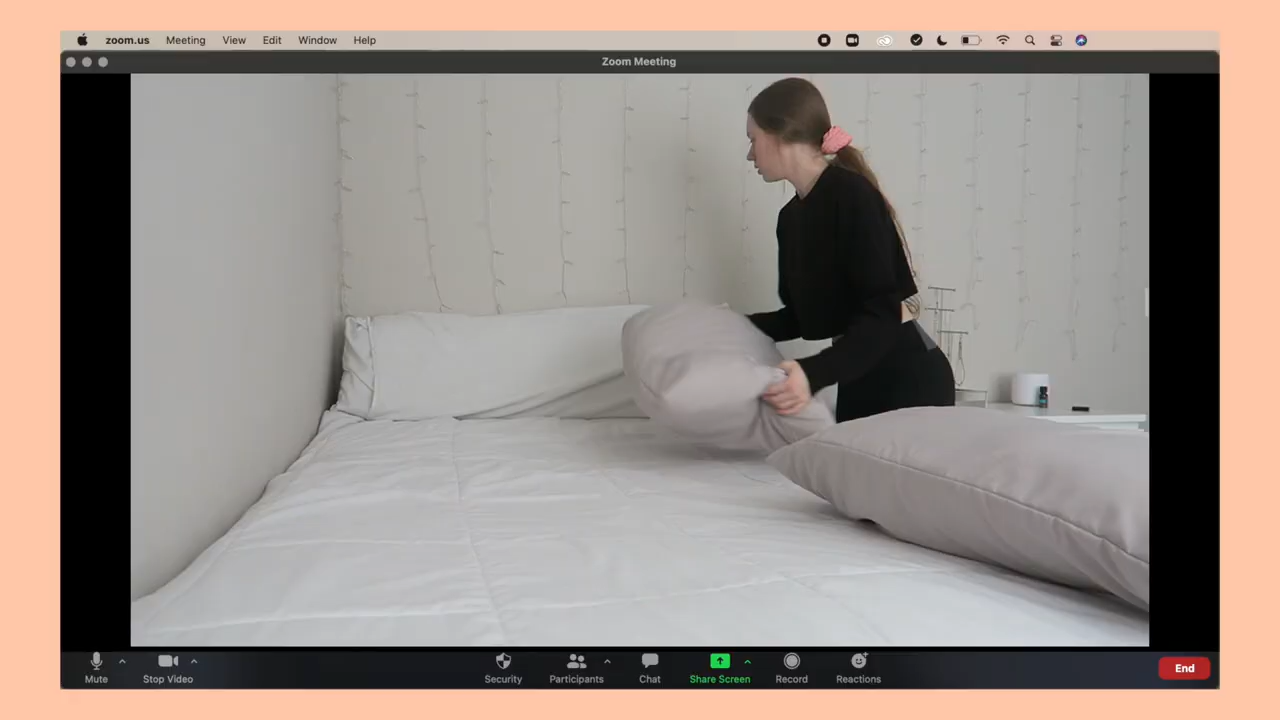 zoom.us Meeting View Edit Window Help
Zoom Meeting
Mute Stop Video Security Participants Chat Share Screen Record Reactions End